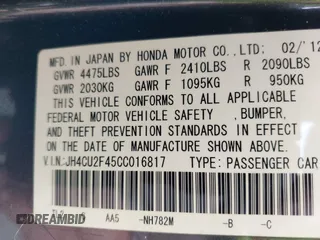 MFD. IN JAPAN BY HONDA MOTOR CO.,LTD. 02/'12
GVWR 4475LBS GAWR F 2410LBS R 2090LBS
GVWR 2030KG GAWR F 1095KG R 950KG
THIS VEHICLE CONFORMS TO ALL APPLICABLE
FEDERAL MOTOR VEHICLE SAFETY , BUMPER,
AND THEFT PREVENTION STANDARDS IN EFFECT
ON THE DATE OF MANUFACTURE SHOWN ABOVE.
V.I.N.:JH4CU2F45CC016817 TYPE: PASSENGER CAR
AA5 -NH782M -B -C
DREAMBID